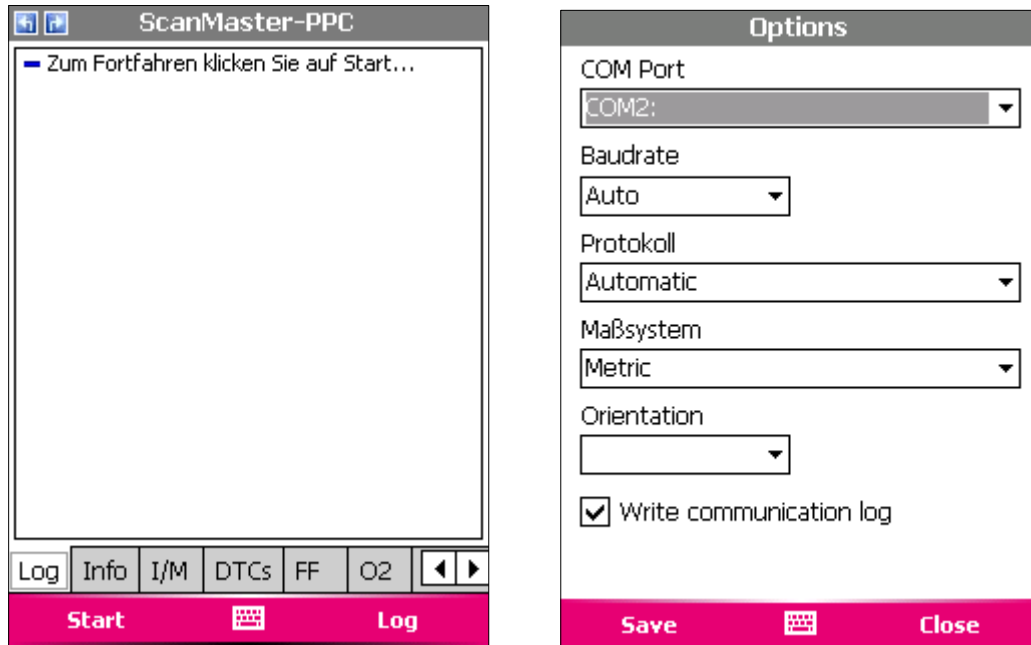 ScanMaster-PPC
Zum Fortfahren klicken Sie auf Start...
Log Info I/M DTCs FF O2
Start Log
Options
COM Port
COM2:
Baudrate
Auto
Protokoll
Automatic
Maßsystem
Metric
Orientation
Write communication log
Save Close